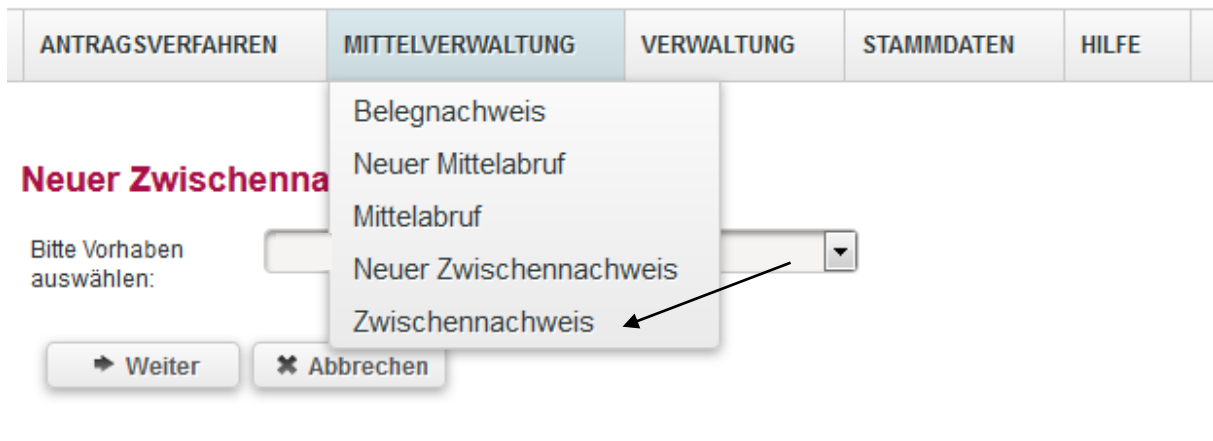 ANTRAGSVERFAHREN MITTELVERWALTUNG VERWALTUNG STAMMDATEN HILFE
Belegnachweis
Neuer Mittelabruf
Mittelabruf
Neuer Zwischennachweis
Zwischennachweis
Neuer Zwischenna
Bitte Vorhaben
auswählen:
Weiter Abbrechen